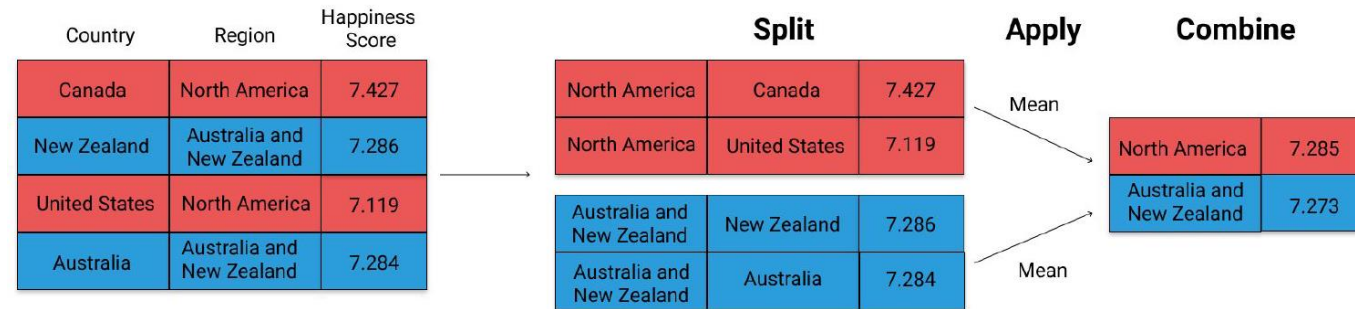 Country Region Happiness Score
Canada North America 7.427
New Zealand Australia and New Zealand 7.286
United States North America 7.119
Australia Australia and New Zealand 7.284
Split
North America Canada 7.427
North America United States 7.119
Australia and New Zealand New Zealand 7.286
Australia and New Zealand Australia 7.284
Apply
Mean
Mean
Combine
North America 7.285
Australia and New Zealand 7.273